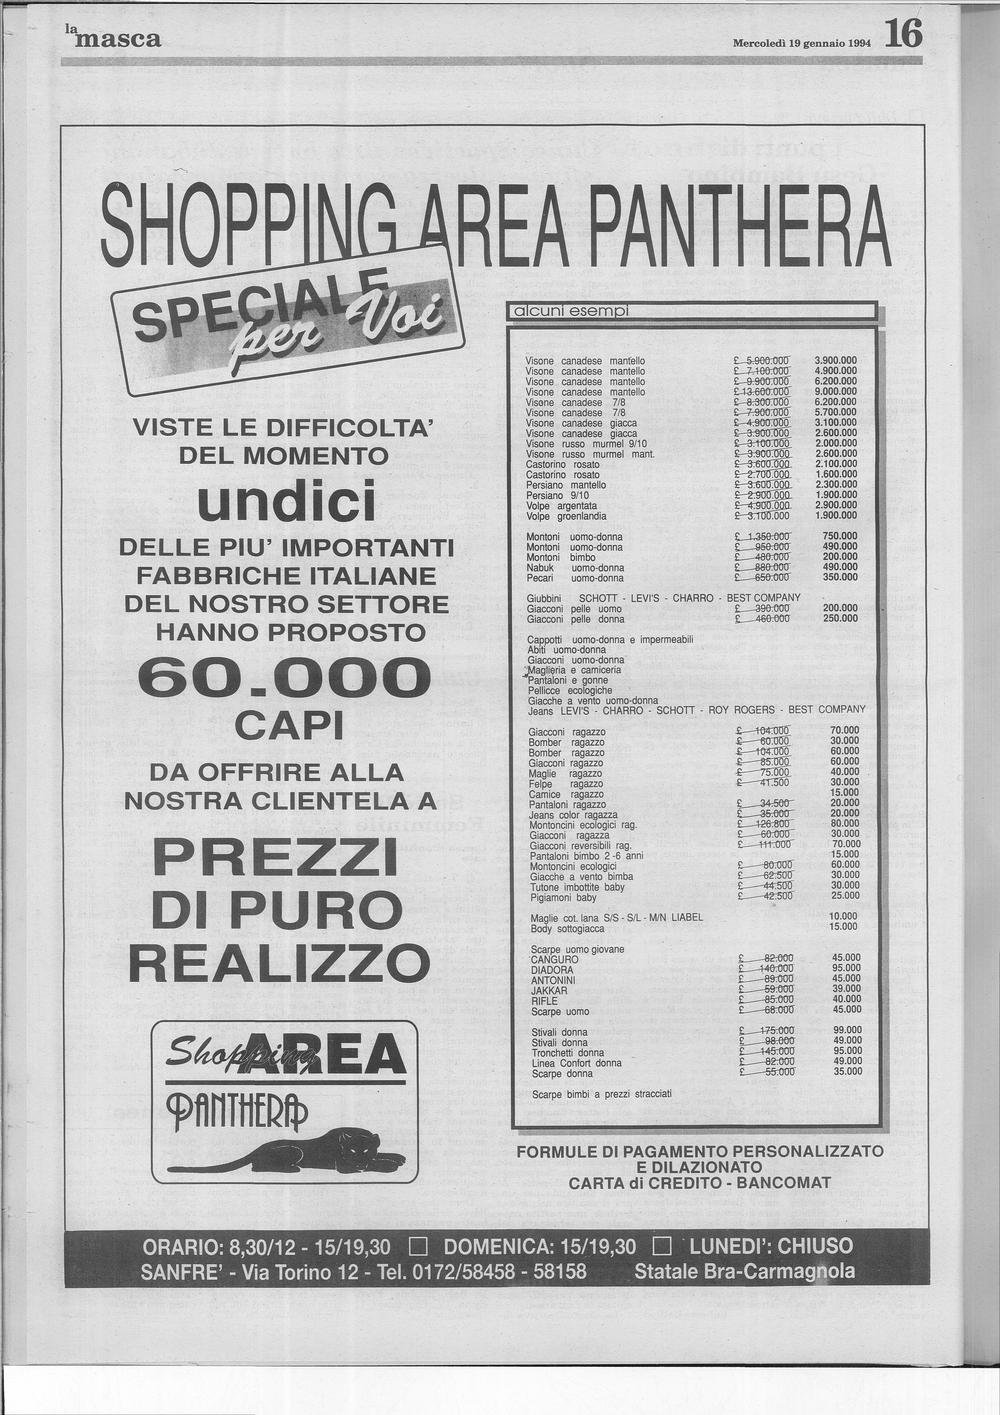 la masca
Mercoledì 19 gennaio 1994 16
SHOPPING AREA PANTHERA
SPECIALE
per Voi
VISTE LE DIFFICOLTA'
DEL MOMENTO
undici
DELLE PIU' IMPORTANTI
FABBRICHE ITALIANE
DEL NOSTRO SETTORE
HANNO PROPOSTO
60.000
CAPI
DA OFFRIRE ALLA
NOSTRA CLIENTELA A
PREZZI
DI PURO
REALIZZO
Shopping AREA
PANTHERA
alcuni esempi
Visone canadese mantello £ 5.900.000 3.900.000
Visone canadese mantello £ 7.100.000 4.900.000
Visone canadese mantello £ 9.900.000 6.200.000
Visone canadese mantello £ 13.600.000 9.000.000
Visone canadese 7/8 £ 8.300.000 6.200.000
Visone canadese 7/8 £ 7.900.000 5.700.000
Visone canadese giacca £ 4.900.000 3.100.000
Visone canadese giacca £ 3.900.000 2.600.000
Visone russo murmel 9/10 £ 3.100.000 2.000.000
Visone russo murmel mant. £ 3.900.000 2.600.000
Castorino rosato £ 3.600.000 2.100.000
Castorino rosato £ 2.700.000 1.600.000
Persiano mantello £ 3.600.000 2.300.000
Persiano 9/10 £ 2.900.000 1.900.000
Volpe argentata £ 4.900.000 2.900.000
Volpe groenlandia £ 3.100.000 1.900.000
Montoni uomo-donna £ 1.350.000 750.000
Montoni uomo-donna £ 950.000 490.000
Montoni bimbo £ 480.000 200.000
Nabuk uomo-donna £ 880.000 490.000
Pecari uomo-donna £ 650.000 350.000
Giubbini SCHOTT - LEVI'S - CHARRO - BEST COMPANY
Giacconi pelle uomo £ 390.000 200.000
Giacconi pelle donna £ 460.000 250.000
Cappotti uomo-donna e impermeabili
Abiti uomo-donna
Giacconi uomo-donna
Maglieria e camiceria
Pantaloni e gonne
Pellicce ecologiche
Giacche a vento uomo-donna
Jeans LEVI'S - CHARRO - SCHOTT - ROY ROGERS - BEST COMPANY
Giacconi ragazzo £ 104.000 70.000
Bomber ragazzo £ 60.000 30.000
Bomber ragazzo £ 104.000 60.000
Giacconi ragazzo £ 85.000 60.000
Maglie ragazzo £ 75.000 40.000
Felpe ragazzo £ 41.500 30.000
Camice ragazzo 15.000
Pantaloni ragazzo £ 34.500 20.000
Jeans color ragazza £ 35.000 20.000
Montoncini ecologici rag. £ 126.800 80.000
Giacconi ragazza £ 60.000 30.000
Giacconi reversibili rag. £ 111.000 70.000
Pantaloni bimbo 2-6 anni 15.000
Montoncini ecologici £ 80.000 60.000
Giacche a vento bimba £ 62.500 30.000
Tutone imbottite baby £ 44.500 30.000
Pigiamoni baby £ 42.500 25.000
Maglie cot. lana S/S - S/L - M/N LIABEL 10.000
Body sottogiacca 15.000
Scarpe uomo giovane
CANGURO £ 82.000 45.000
DIADORA £ 140.000 95.000
ANTONINI £ 89.000 45.000
JAKKAR £ 59.000 39.000
RIFLE £ 85.000 40.000
Scarpe uomo £ 68.000 45.000
Stivali donna £ 175.000 99.000
Stivali donna £ 98.000 49.000
Tronchetti donna £ 145.000 95.000
Linea Confort donna £ 82.000 49.000
Scarpe donna £ 55.000 35.000
Scarpe bimbi a prezzi stracciati
FORMULE DI PAGAMENTO PERSONALIZZATO
E DILAZIONATO
CARTA di CREDITO - BANCOMAT
ORARIO: 8,30/12 - 15/19,30 □ DOMENICA: 15/19,30 □ LUNEDI': CHIUSO
SANFRE' - Via Torino 12 - Tel. 0172/58458 - 58158 Statale Bra-Carmagnola